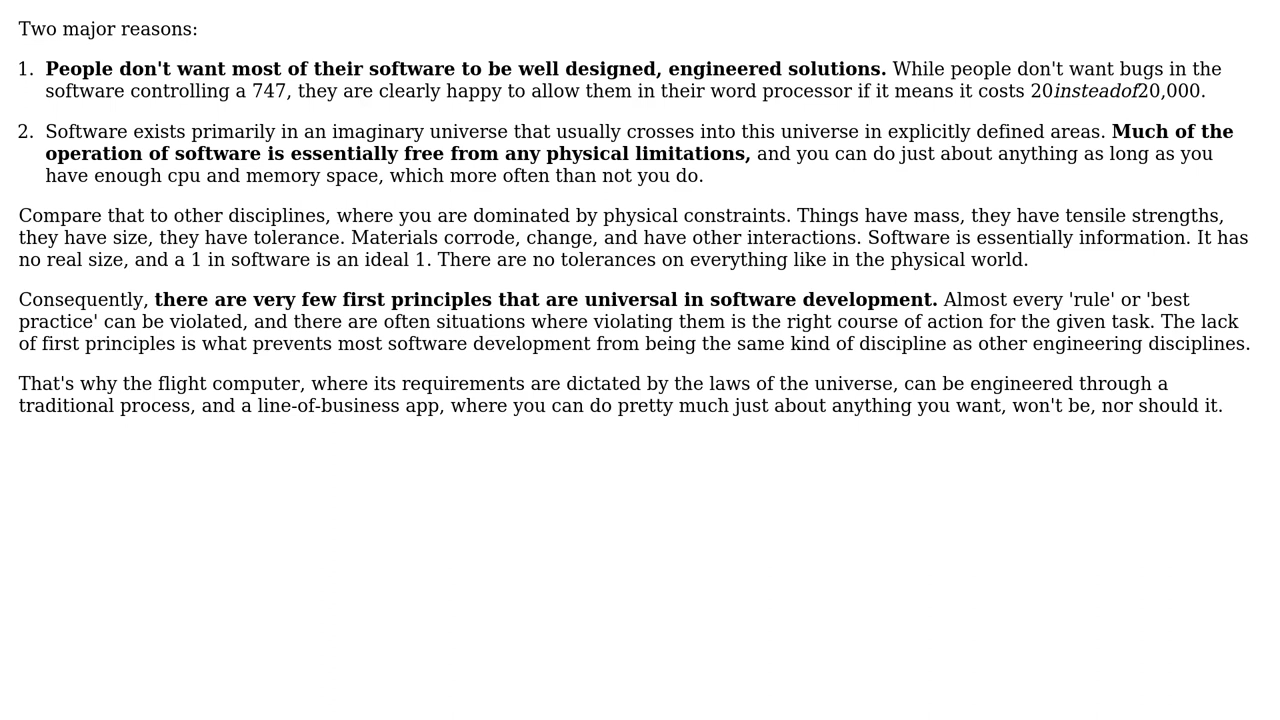 Two major reasons:
1. People don't want most of their software to be well designed, engineered solutions. While people don't want bugs in the
software controlling a 747, they are clearly happy to allow them in their word processor if it means it costs 20insteadof20,000.
2. Software exists primarily in an imaginary universe that usually crosses into this universe in explicitly defined areas. Much of the
operation of software is essentially free from any physical limitations, and you can do just about anything as long as you
have enough cpu and memory space, which more often than not you do.
Compare that to other disciplines, where you are dominated by physical constraints. Things have mass, they have tensile strengths,
they have size, they have tolerance. Materials corrode, change, and have other interactions. Software is essentially information. It has
no real size, and a 1 in software is an ideal 1. There are no tolerances on everything like in the physical world.
Consequently, there are very few first principles that are universal in software development. Almost every 'rule' or 'best
practice' can be violated, and there are often situations where violating them is the right course of action for the given task. The lack
of first principles is what prevents most software development from being the same kind of discipline as other engineering disciplines.
That's why the flight computer, where its requirements are dictated by the laws of the universe, can be engineered through a
traditional process, and a line-of-business app, where you can do pretty much just about anything you want, won't be, nor should it.